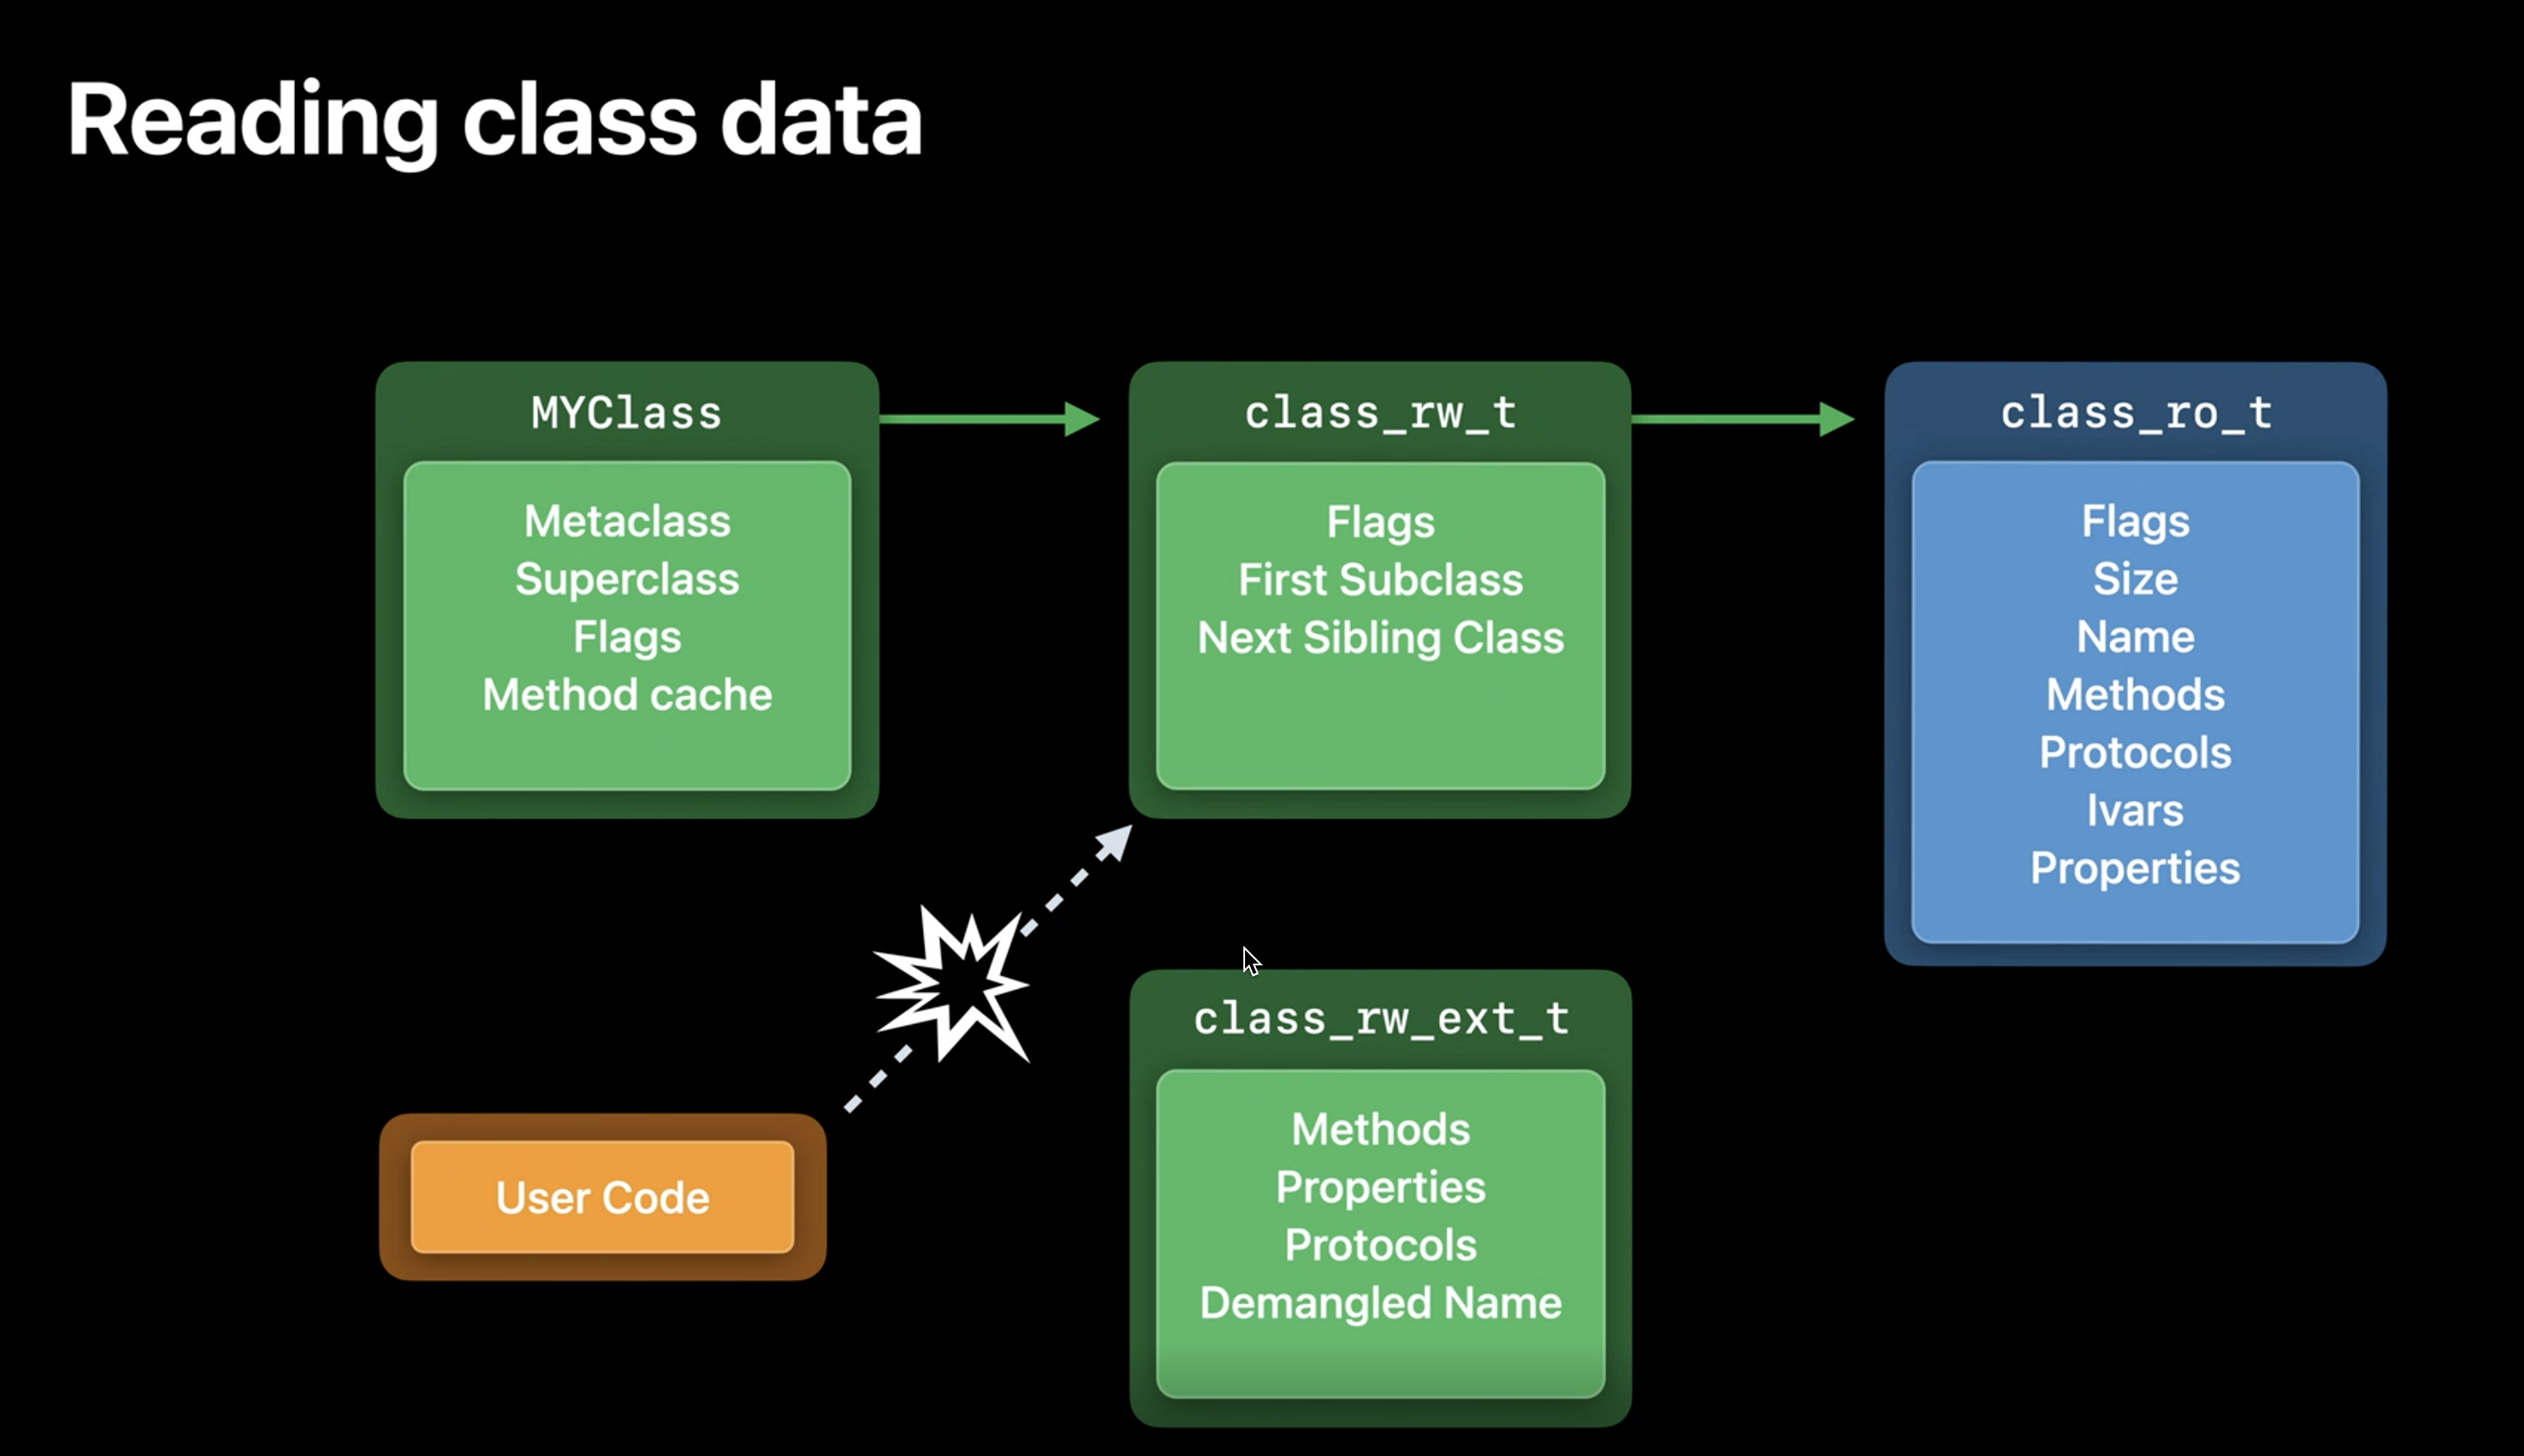 Reading class data
MYClass
Metaclass
Superclass
Flags
Method cache
class_rw_t
Flags
First Subclass
Next Sibling Class
class_ro_t
Flags
Size
Name
Methods
Protocols
Ivars
Properties
User Code
class_rw_ext_t
Methods
Properties
Protocols
Demangled Name